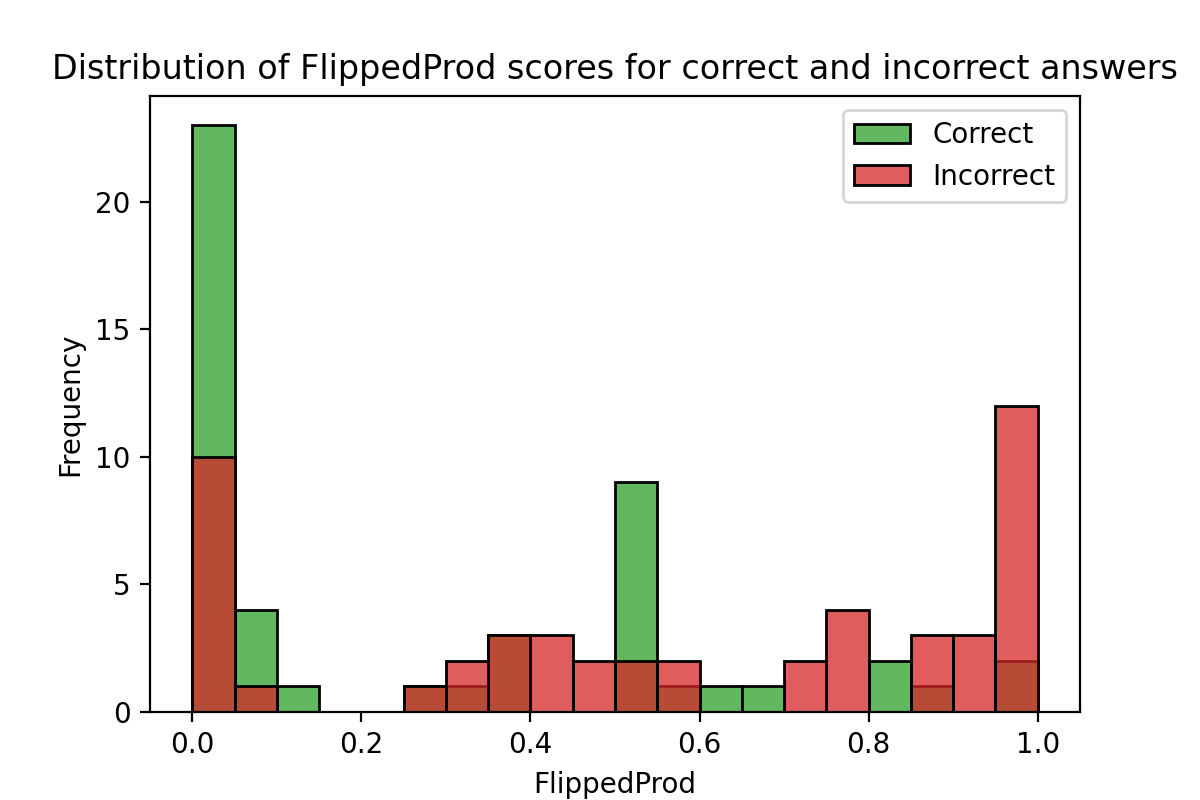 Distribution of FlippedProd scores for correct and incorrect answers
Correct
Incorrect
Frequency
20
15
10
5
0
0.0 0.2 0.4 0.6 0.8 1.0
FlippedProd